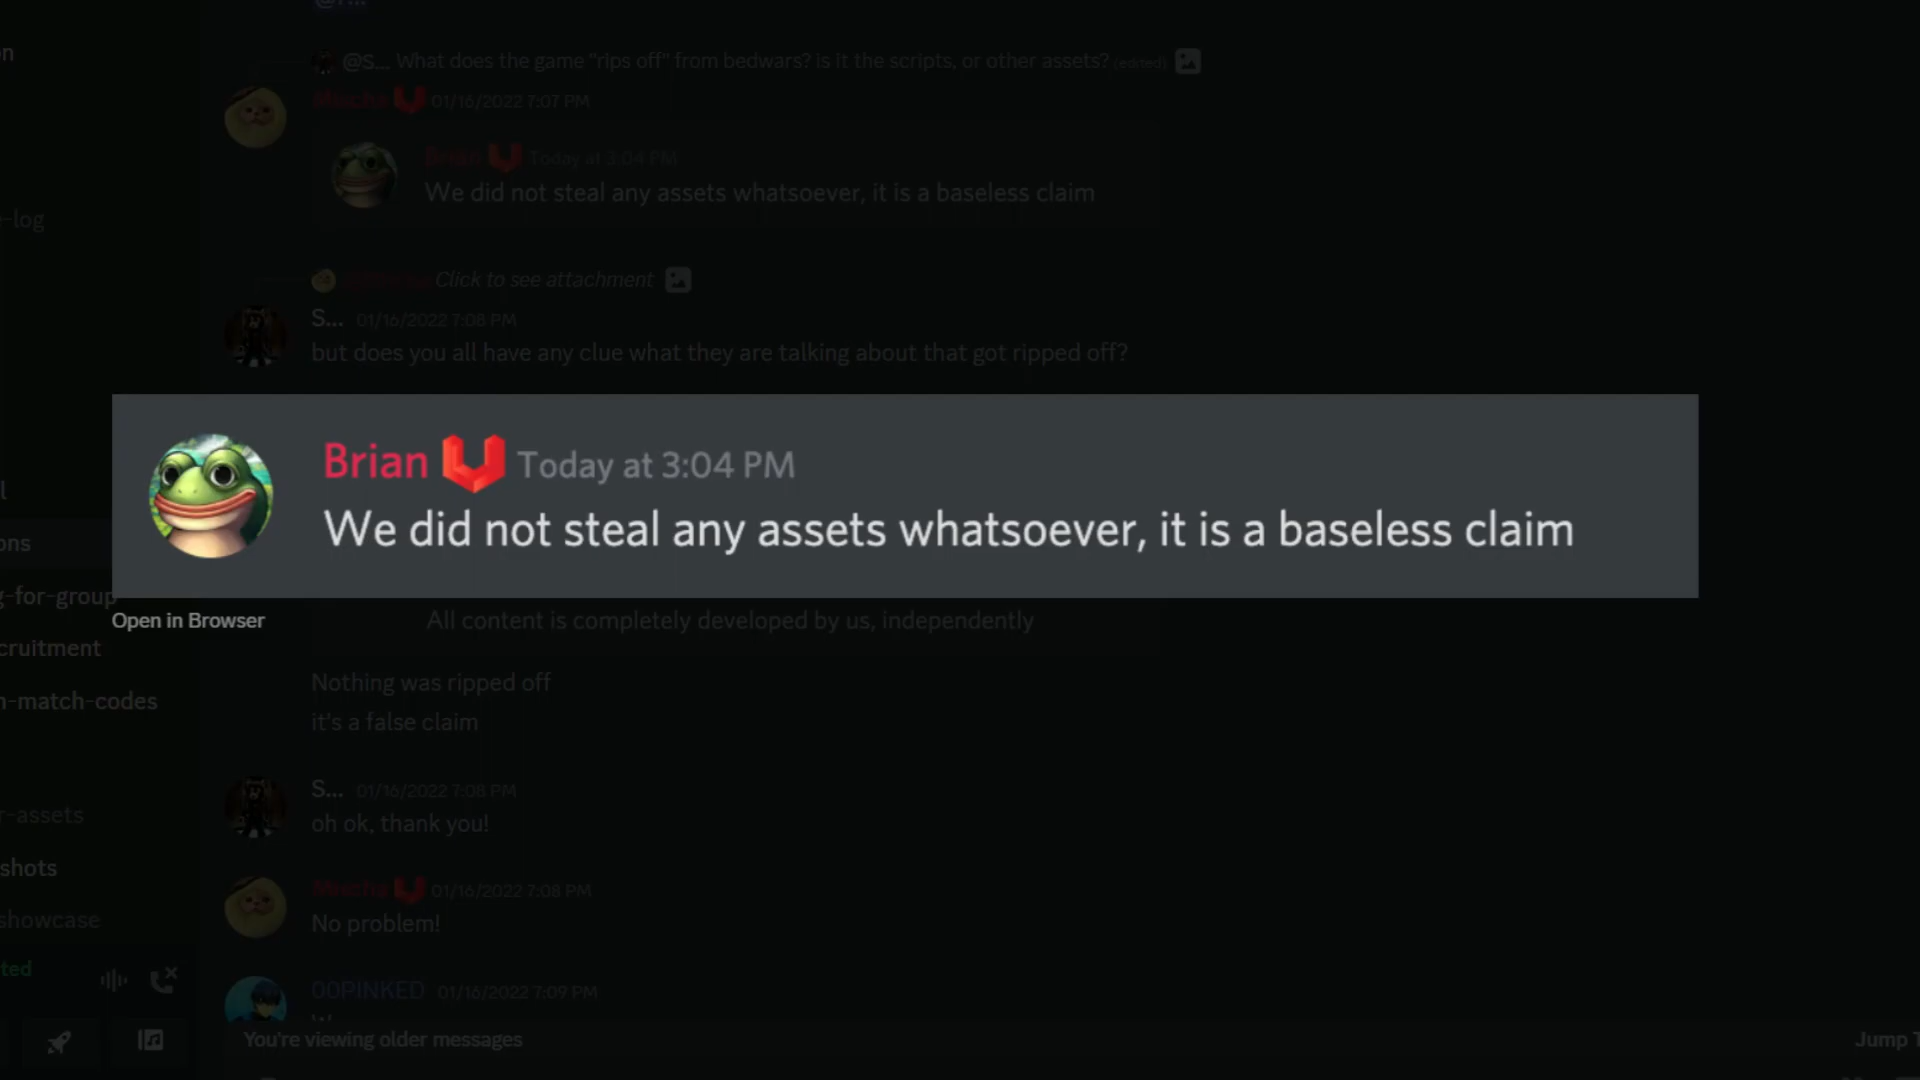 n
@S... What does the game "rips off" from bedwars? is it the scripts, or other assets? (edited)
Mischa 01/16/2022 7:07 PM
Brian Today at 3:04 PM
We did not steal any assets whatsoever, it is a baseless claim
-log
Click to see attachment
S... 01/16/2022 7:08 PM
but does you all have any clue what they are talking about that got ripped off?
Brian Today at 3:04 PM
We did not steal any assets whatsoever, it is a baseless claim
l
ons
g-for-group
Open in Browser
All content is completely developed by us, independently
cruitment
Nothing was ripped off
n-match-codes
it's a false claim
S... 01/16/2022 7:08 PM
r-assets
oh ok, thank you!
shots
Mischa 01/16/2022 7:08 PM
showcase
No problem!
ted
00PINKED 01/16/2022 7:09 PM
You're viewing older messages
Jump T